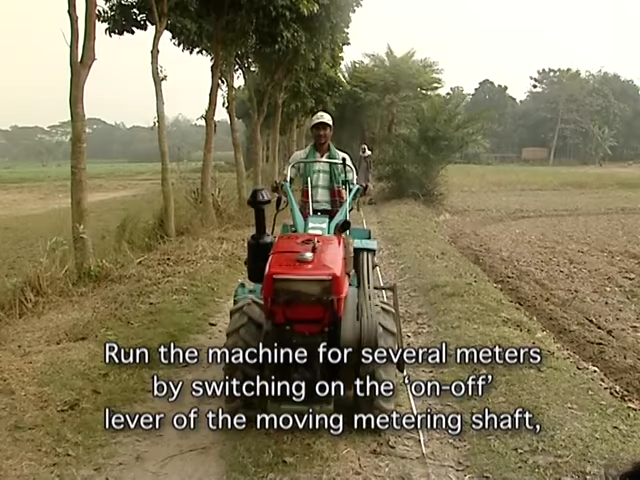 Run the machine for several meters
by switching on the 'on-off'
lever of the moving metering shaft,